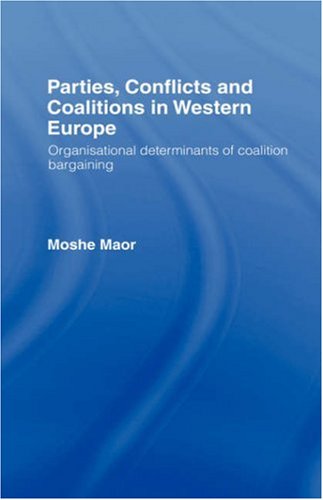 Parties, Conflicts and
Coalitions in Western
Europe
Organisational determinants of coalition
bargaining
Moshe Maor